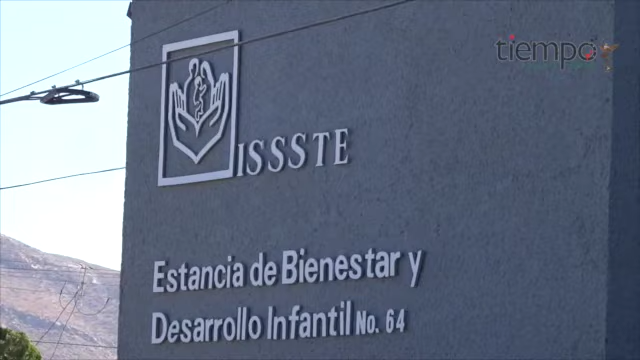 tiempo
ISSSTE
Estancia de Bienestar y
Desarrollo Infantil No. 64